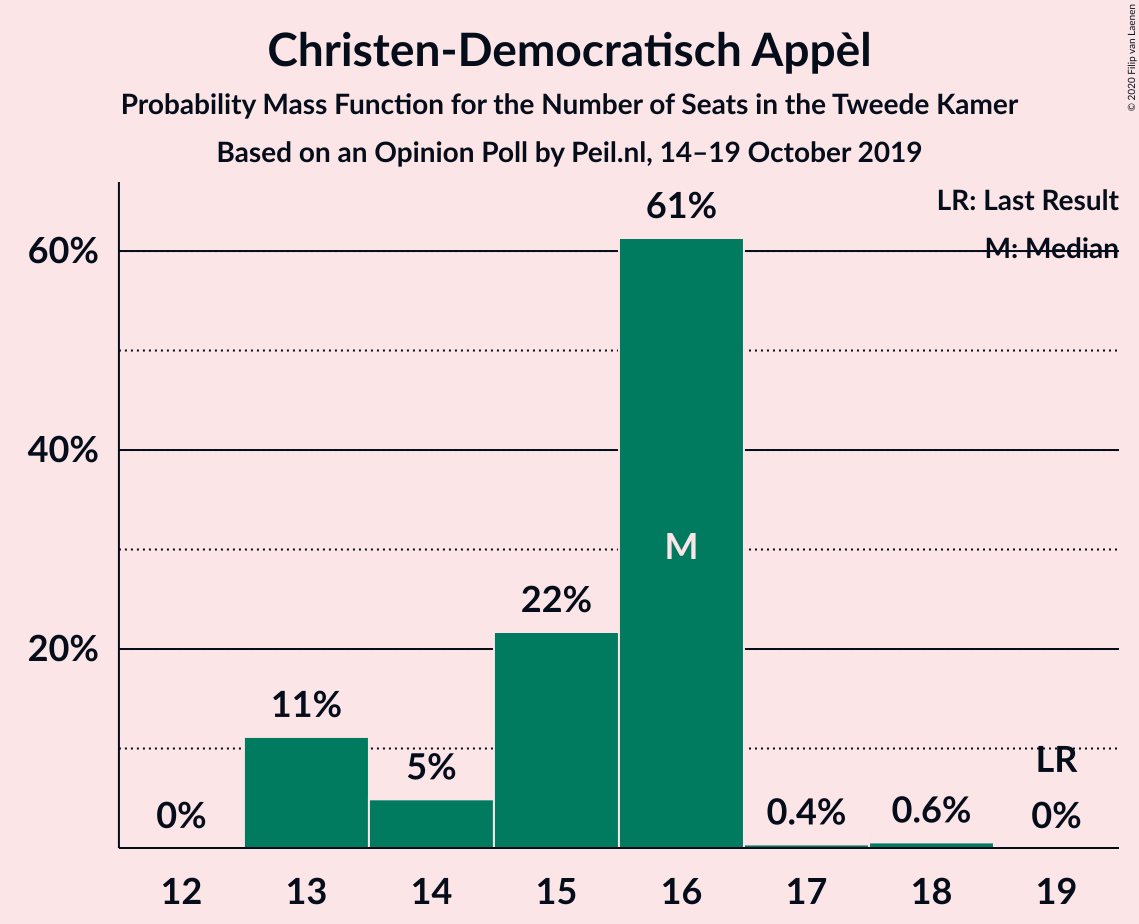 Christen-Democratisch Appèl
Probability Mass Function for the Number of Seats in the Tweede Kamer
Based on an Opinion Poll by Peil.nl, 14–19 October 2019
© 2020 Filip van Laenen
LR: Last Result
M: Median
60%
40%
20%
0%
11%
5%
22%
61%
M
0.4%
0.6%
LR
0%
12
13
14
15
16
17
18
19